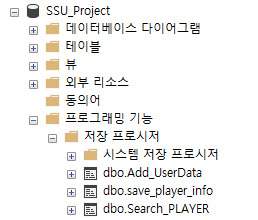 SSU_Project
데이터베이스 다이어그램
테이블
뷰
외부 리소스
동의어
프로그래밍 기능
저장 프로시저
시스템 저장 프로시저
dbo.Add_UserData
dbo.save_player_info
dbo.Search_PLAYER